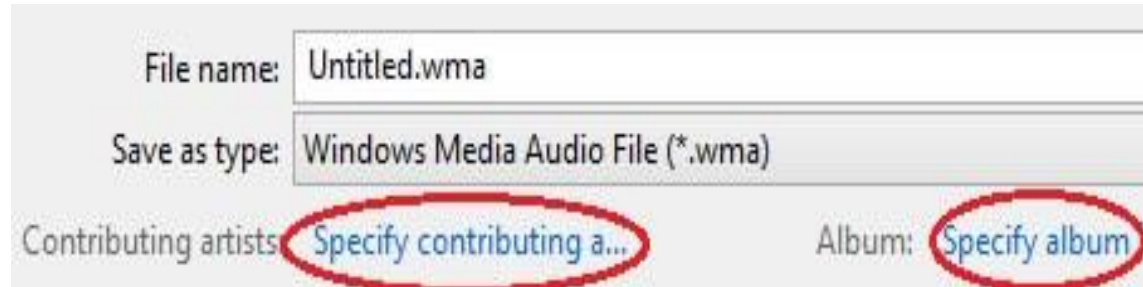 File name: Untitled.wma
Save as type: Windows Media Audio File (*.wma)
Contributing artists Specify contributing a... Album: Specify album